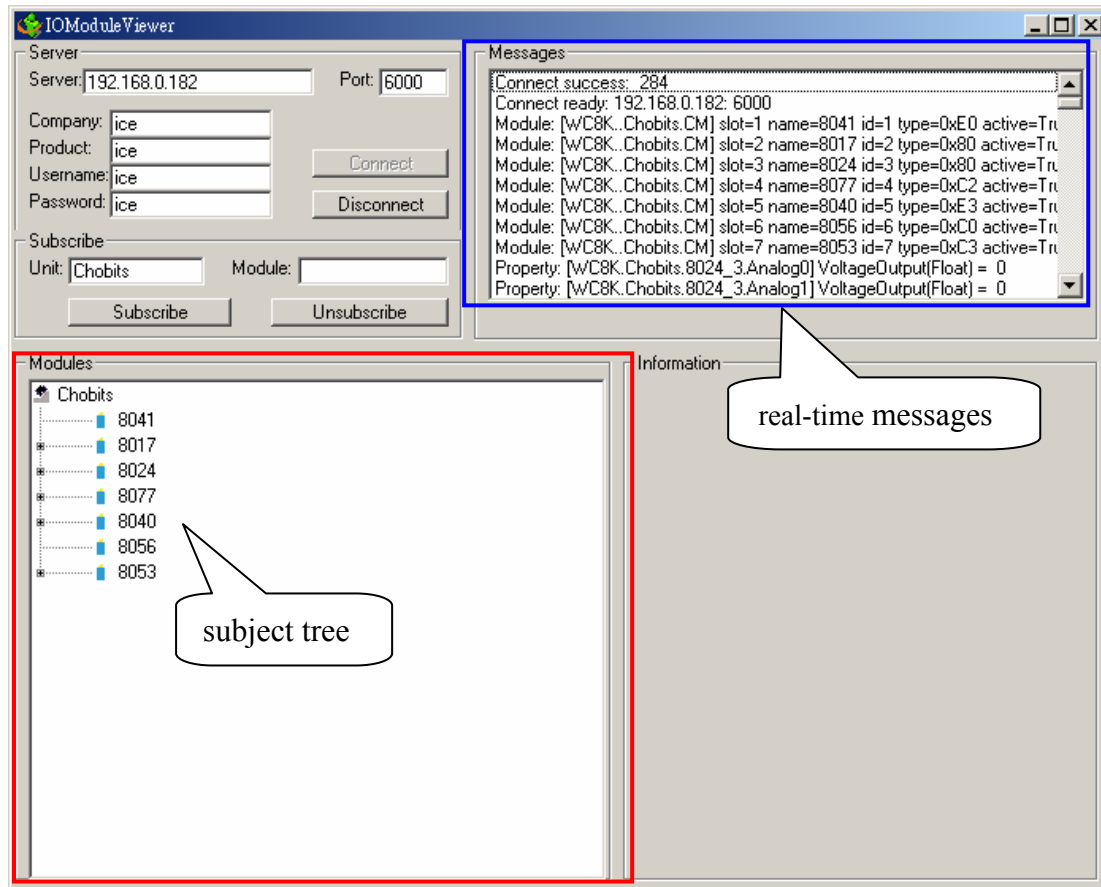 IOModuleViewer
Server
Server: 192.168.0.182 Port: 6000
Company: ice
Product: ice
Username: ice
Password: ice
Connect
Disconnect
Subscribe
Unit: Chobits Module:
Subscribe Unsubscribe
Messages
Connect success: 284
Connect ready: 192.168.0.182: 6000
Module: [WC8K..Chobits.CM] slot=1 name=8041 id=1 type=0xE0 active=Tru
Module: [WC8K..Chobits.CM] slot=2 name=8017 id=2 type=0x80 active=Tru
Module: [WC8K..Chobits.CM] slot=3 name=8024 id=3 type=0x80 active=Tru
Module: [WC8K..Chobits.CM] slot=4 name=8077 id=4 type=0xC2 active=Tru
Module: [WC8K..Chobits.CM] slot=5 name=8040 id=5 type=0xE3 active=Tru
Module: [WC8K..Chobits.CM] slot=6 name=8056 id=6 type=0xC0 active=Tru
Module: [WC8K..Chobits.CM] slot=7 name=8053 id=7 type=0xC3 active=Tru
Property: [WC8K.Chobits.8024_3.Analog0] VoltageOutput(Float) = 0
Property: [WC8K.Chobits.8024_3.Analog1] VoltageOutput(Float) = 0
real-time messages
Modules
Chobits
8041
8017
8024
8077
8040
8056
8053
subject tree
Information